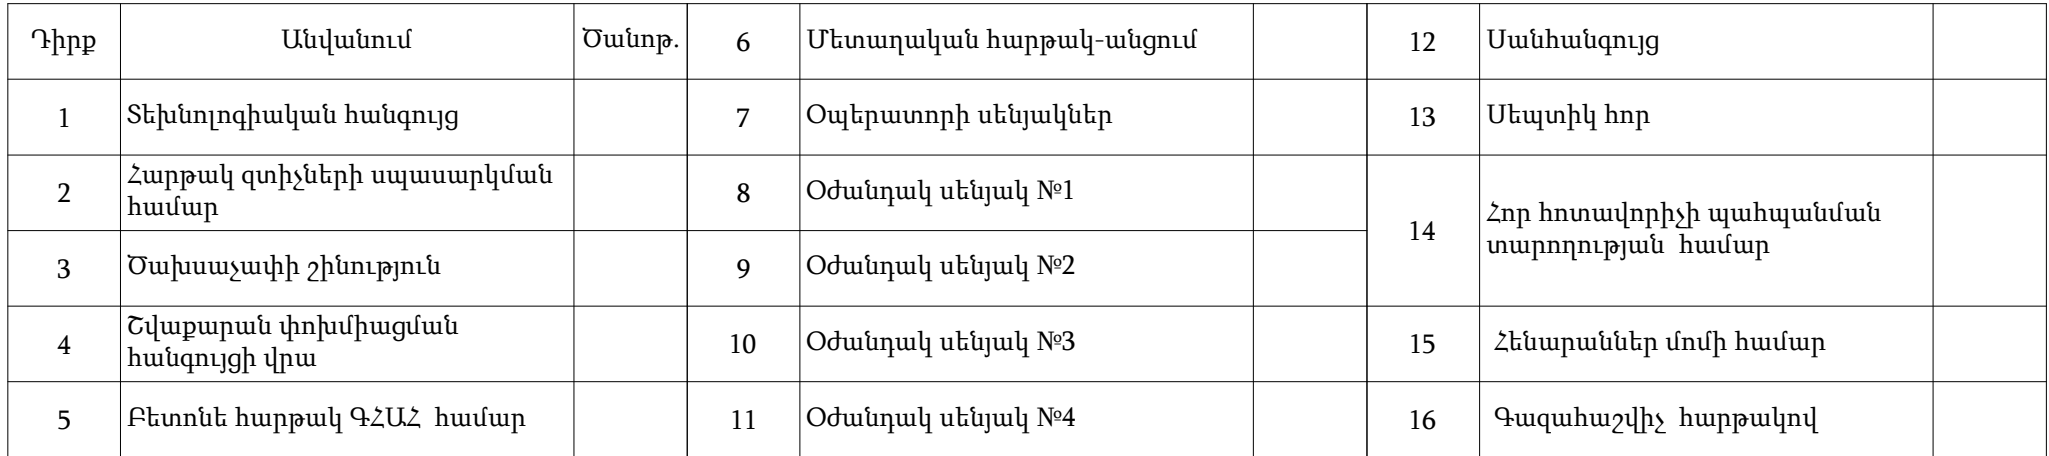 Դիրք Անվանում Ծանոթ. 6 Մետաղական հարթակ-անցում 12 Սանհանգույց
1 Տեխնոլոգիական հանգույց 7 Օպերատորի սենյակներ 13 Սեպտիկ հոր
2 Հարթակ զտիչների սպասարկման
համար
8 Օժանդակ սենյակ №1
14 Հոր հոտավորիչի պահպանման
տարողության համար
3 Ծախսաչափի շինություն 9 Օժանդակ սենյակ №2
4 Շվաքարան փոխմիացման
հանգույցի վրա
10 Օժանդակ սենյակ №3 15 Հենարաններ մոմի համար
5 Բետոնե հարթակ ԳՀԱՀ համար 11 Օժանդակ սենյակ №4 16 Գազահաշվիչ հարթակով